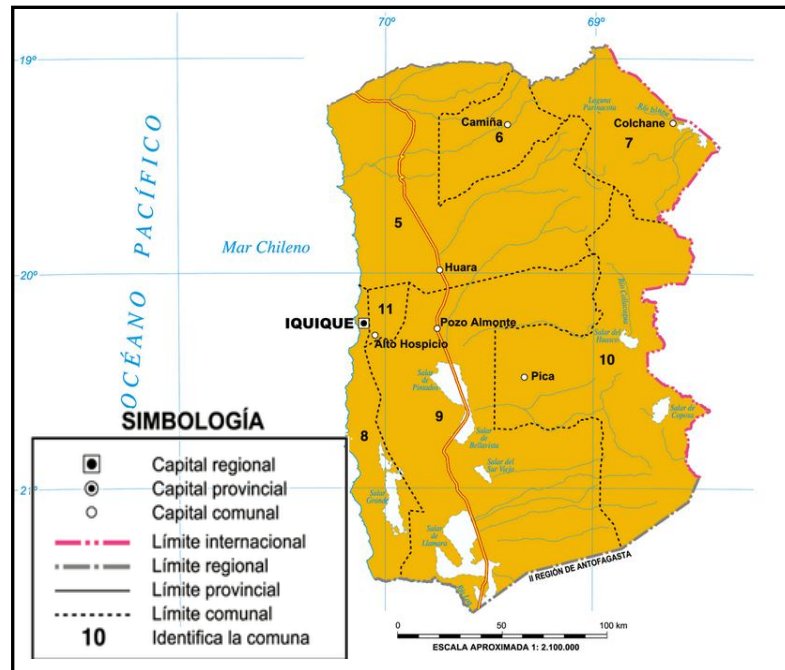 70º
69º
19º
Laguna
Parinacota
Río Isluga
Camiña
6
Colchane
7
OCÉANO PACÍFICO
5
Mar Chileno
20º
Huara
11
IQUIQUE
Pozo Almonte
Alto Hospicio
Salar del
Huasco
10
Salar
de
Pintados
Pica
Salar de
Coposa
SIMBOLOGÍA
9
8
Salar
de
Bellavista
Capital regional
Capital provincial
Capital comunal
Salar del
Sur Viejo
21º
Salar
Grande
Salar de
Llamara
Límite internacional
Límite regional
Límite provincial
Límite comunal
10 Identifica la comuna
II REGIÓN DE ANTOFAGASTA
0 50 100 km
ESCALA APROXIMADA 1: 2.100.000